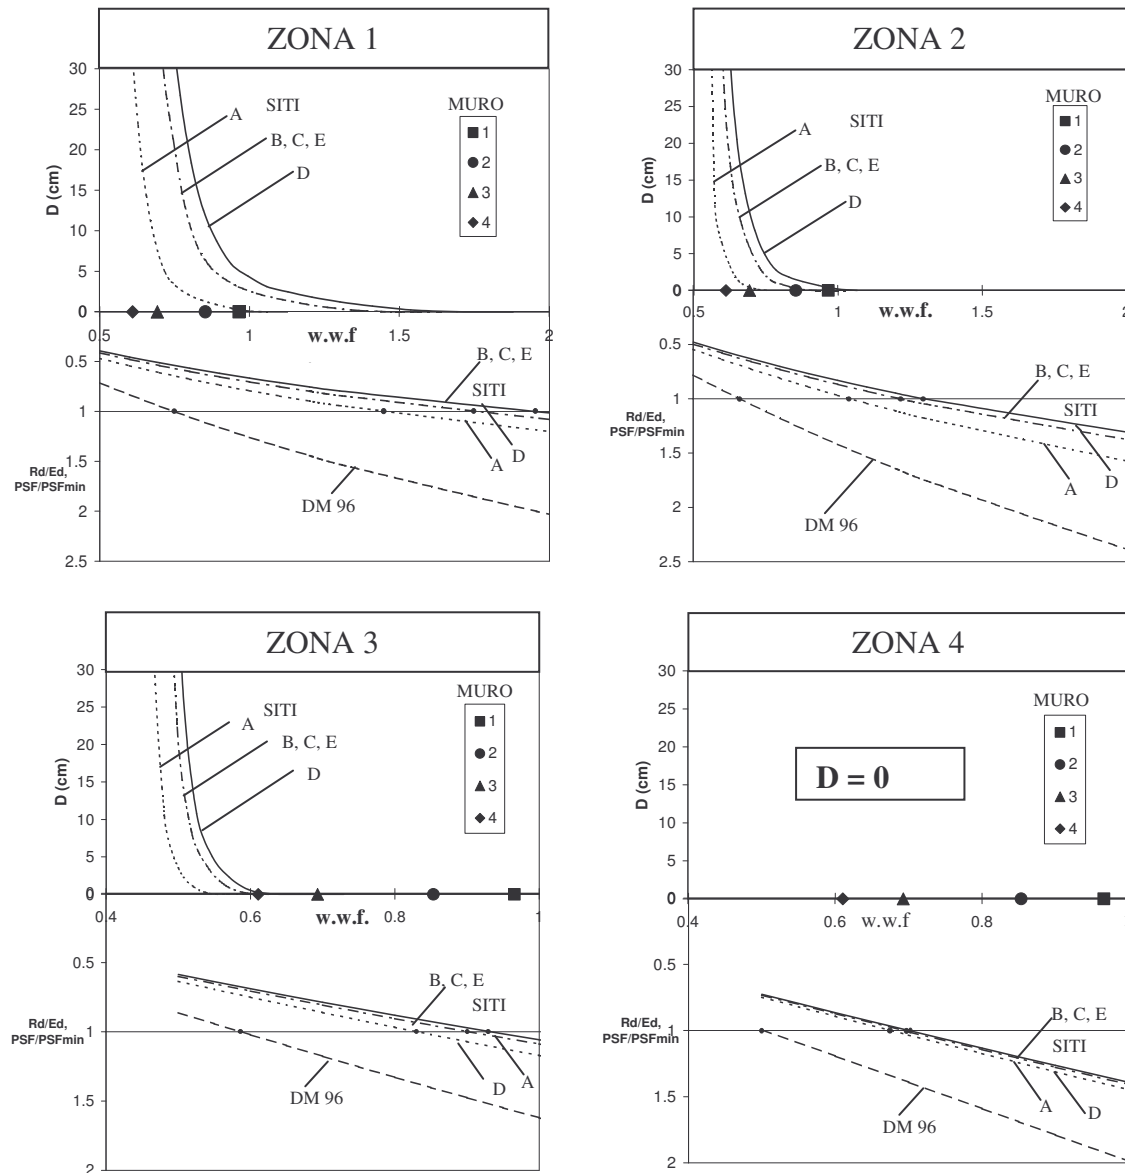 ZONA 1
30
25
20
15
10
5
0
D (cm)
A
SITI
B, C, E
D
MURO
1
2
3
4
0.5
1
1.5
2
w.w.f
0.5
1
1.5
2
2.5
Rd/Ed,
PSF/PSFmin
B, C, E
SITI
D
A
DM 96
ZONA 2
30
25
20
15
10
5
0
D (cm)
A
SITI
B, C, E
D
MURO
1
2
3
4
0.5
1
1.5
2
w.w.f.
0.5
1
1.5
2
2.5
Rd/Ed,
PSF/PSFmin
B, C, E
SITI
D
A
DM 96
ZONA 3
30
25
20
15
10
5
0
D (cm)
SITI
A
B, C, E
D
MURO
1
2
3
4
0.4
0.6
0.8
1
w.w.f.
0.5
1
1.5
2
Rd/Ed,
PSF/PSFmin
B, C, E
SITI
A
D
DM 96
ZONA 4
30
25
20
15
10
5
0
D (cm)
D = 0
MURO
1
2
3
4
0.4
0.6
0.8
w.w.f
0.5
1
1.5
2
Rd/Ed,
PSF/PSFmin
B, C, E
SITI
A
D
DM 96